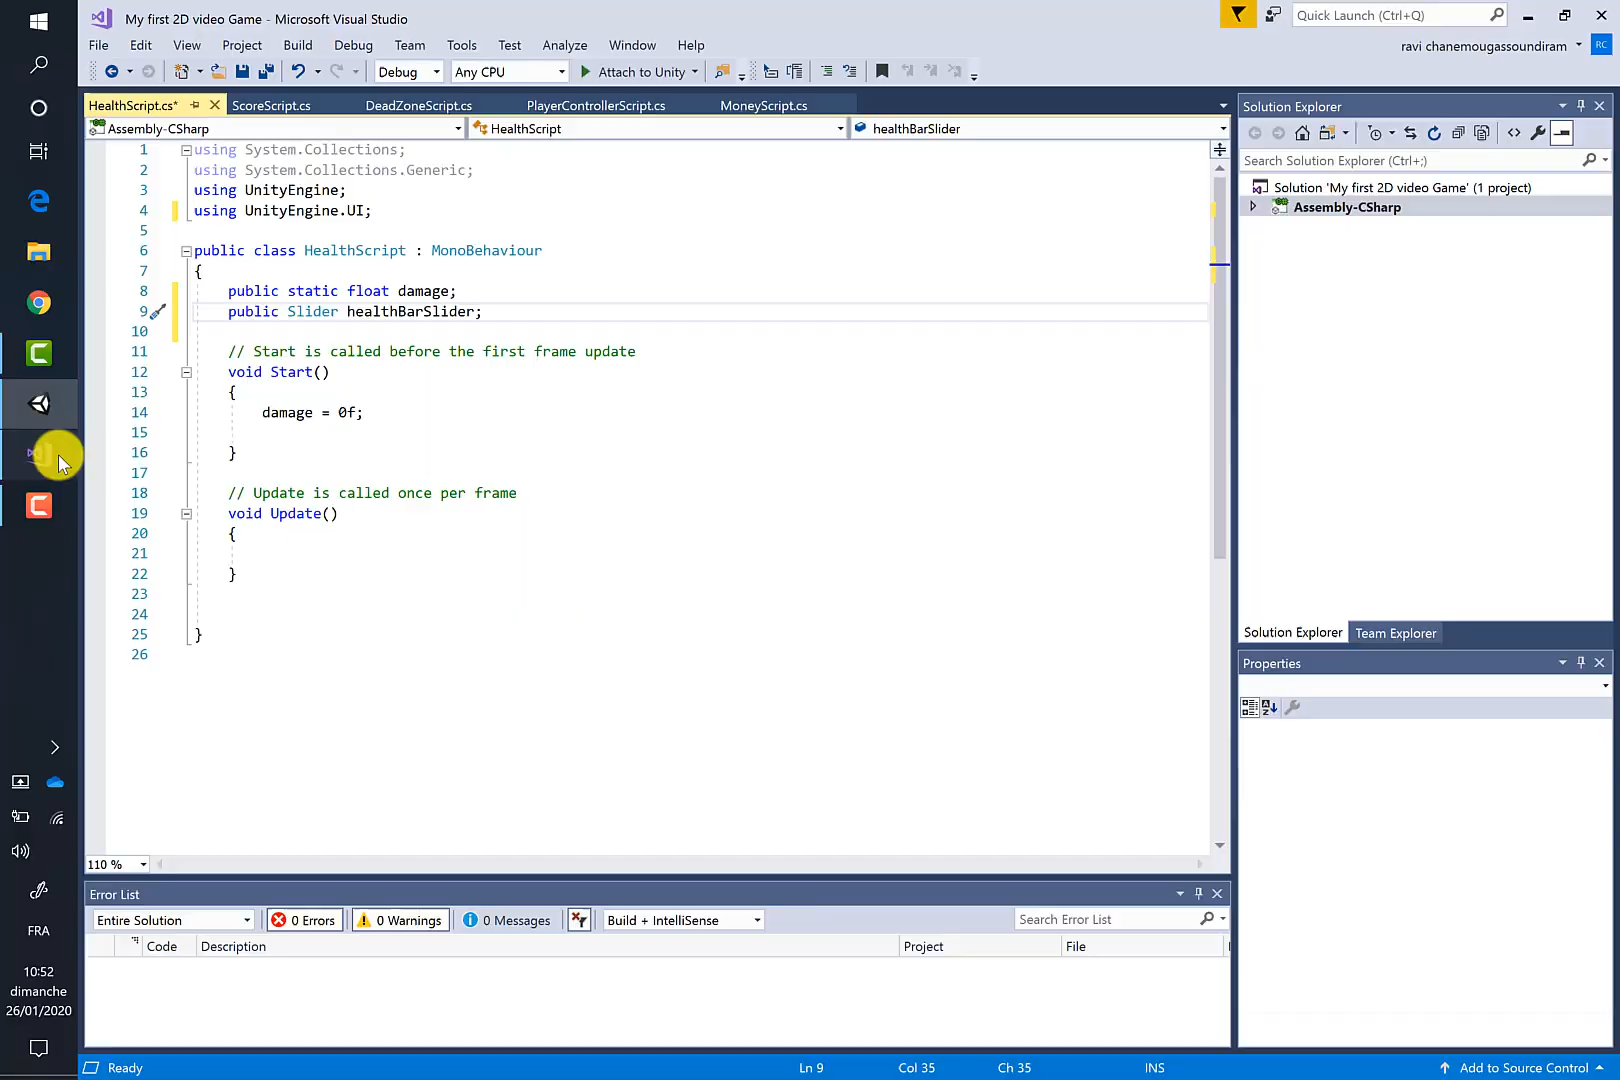 My first 2D video Game - Microsoft Visual Studio
Quick Launch (Ctrl+Q)
File Edit View Project Build Debug Team Tools Test Analyze Window Help
ravi chanemougassoundiram RC
Debug Any CPU Attach to Unity
HealthScript.cs* ScoreScript.cs DeadZoneScript.cs PlayerControllerScript.cs MoneyScript.cs
Assembly-CSharp HealthScript healthBarSlider
1 using System.Collections;
2 using System.Collections.Generic;
3 using UnityEngine;
4 using UnityEngine.UI;
5
6 public class HealthScript : MonoBehaviour
7 {
8 public static float damage;
9 public Slider healthBarSlider;
10
11 // Start is called before the first frame update
12 void Start()
13 {
14 damage = 0f;
15
16 }
17
18 // Update is called once per frame
19 void Update()
20 {
21
22 }
23
24
25 }
26
110 %
Solution Explorer
Search Solution Explorer (Ctrl+;)
Solution 'My first 2D video Game' (1 project)
Assembly-CSharp
Solution Explorer Team Explorer
Properties
Error List
Entire Solution 0 Errors 0 Warnings 0 Messages Build + IntelliSense Search Error List
Code Description Project File
Ready Ln 9 Col 35 Ch 35 INS Add to Source Control
FRA
10:52
dimanche
26/01/2020